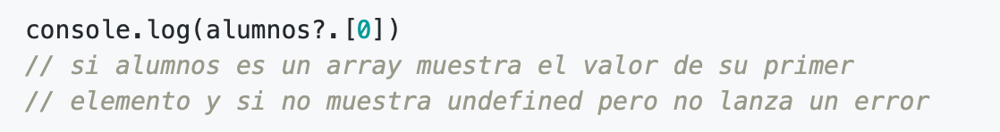 console.log(alumnos?.[0])
// si alumnos es un array muestra el valor de su primer
// elemento y si no muestra undefined pero no lanza un error